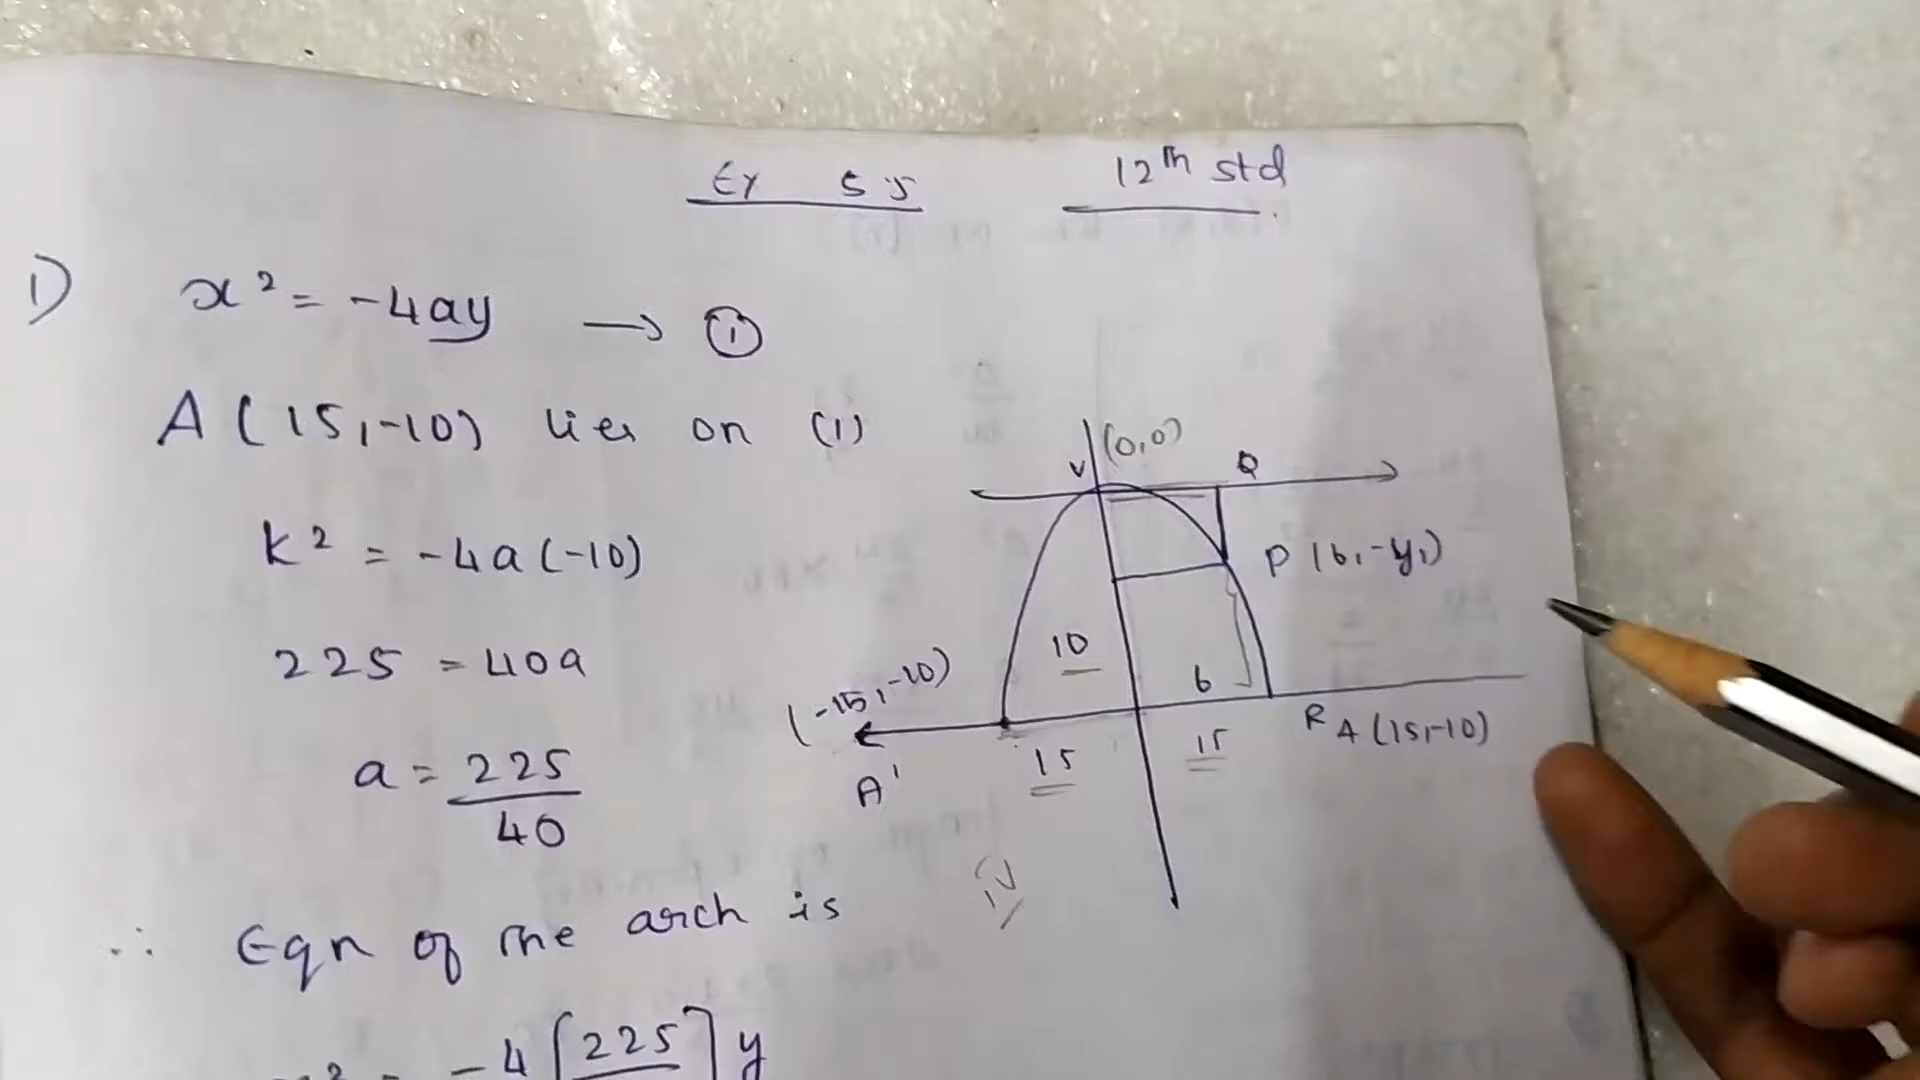 Ex 5.5 12th std
1) x² = -4ay → ①
A (15,-10) lies on (1)
k² = -4a(-10)
225 = 40a
a = 225
40
∴ Eqn of the arch is
-4 [225] y
V (0,0) Q
P (6,-y₁)
10
6
(-15,-10)
R A (15,-10)
15 15
A'